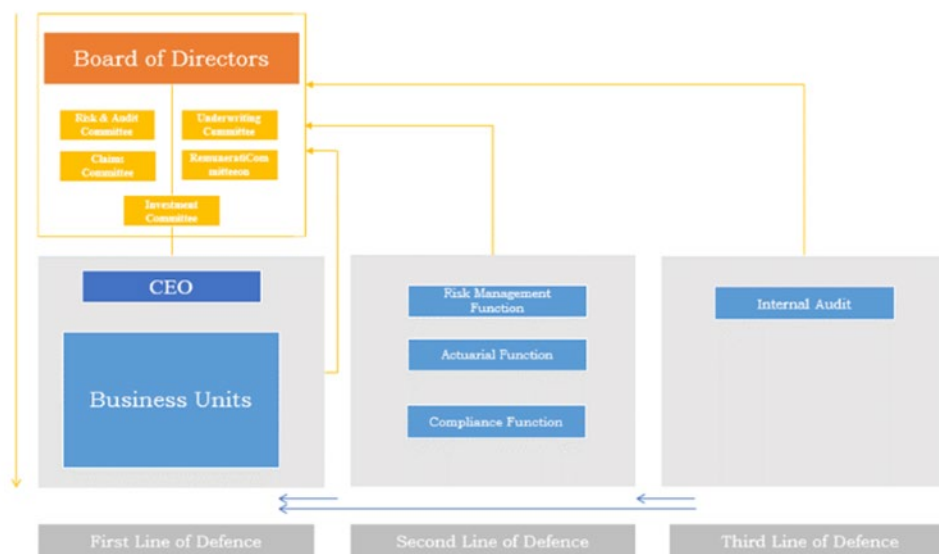 Board of Directors
Risk & Audit
Committee
Underwriting
Committee
Claims
Committee
RemuneratiCom
mitteeon
Investment
Committee
CEO
Business Units
Risk Management
Function
Actuarial Function
Compliance Function
Internal Audit
First Line of Defence
Second Line of Defence
Third Line of Defence